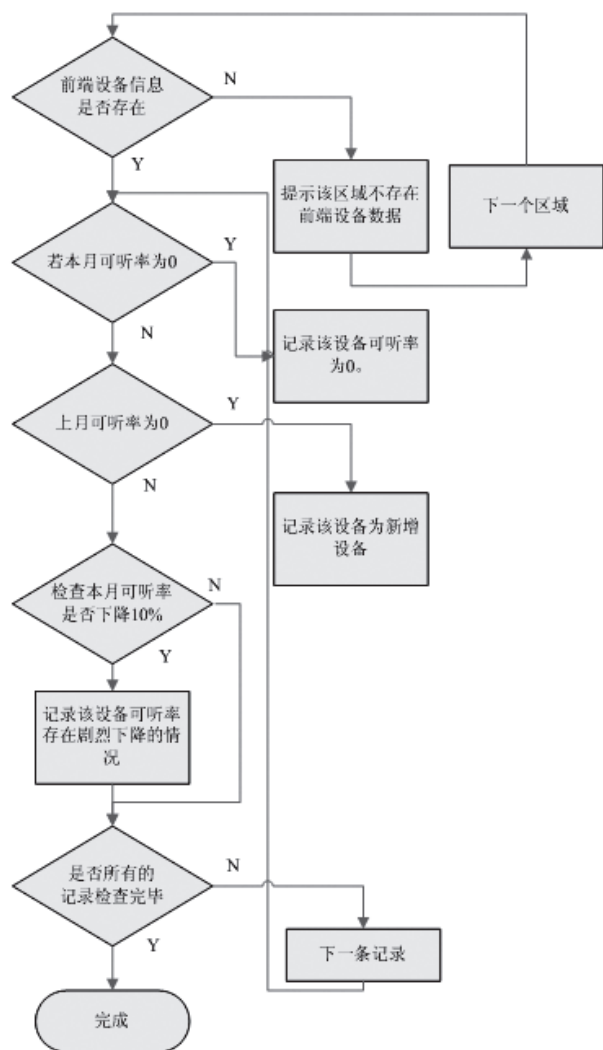 前端设备信息
是否存在
N
Y
提示该区域不存在
前端设备数据
下一个区域
若本月可听率为0
Y
N
记录该设备可听率
为0。
上月可听率为0
Y
N
记录该设备为新增
设备
检查本月可听率
是否下降10%
N
Y
记录该设备可听率
存在剧烈下降的情
况
是否所有的
记录检查完毕
N
Y
下一条记录
完成